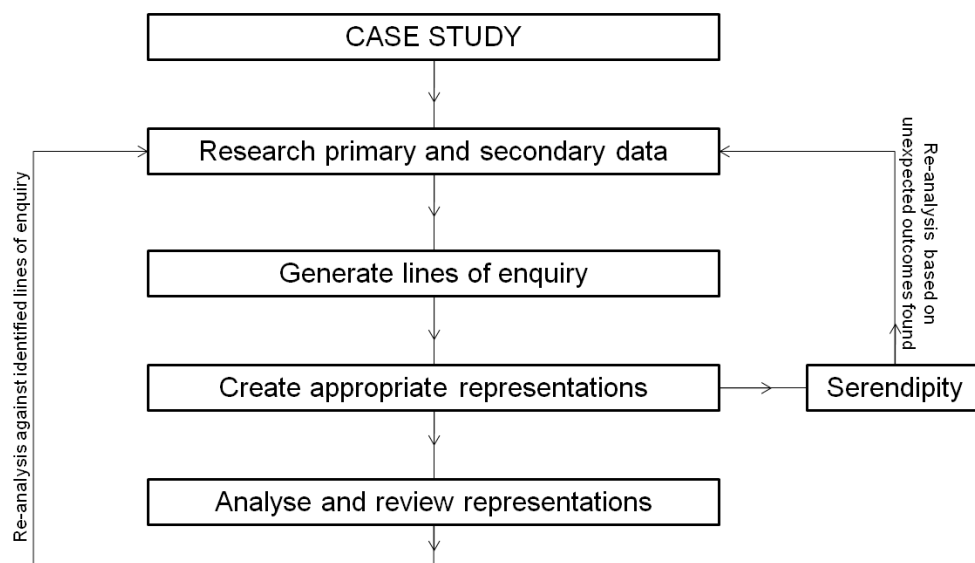 CASE STUDY
Research primary and secondary data
Generate lines of enquiry
Create appropriate representations
Serendipity
Analyse and review representations
Re-analysis against identified lines of enquiry
Re-analysis based on
unexpected outcomes found